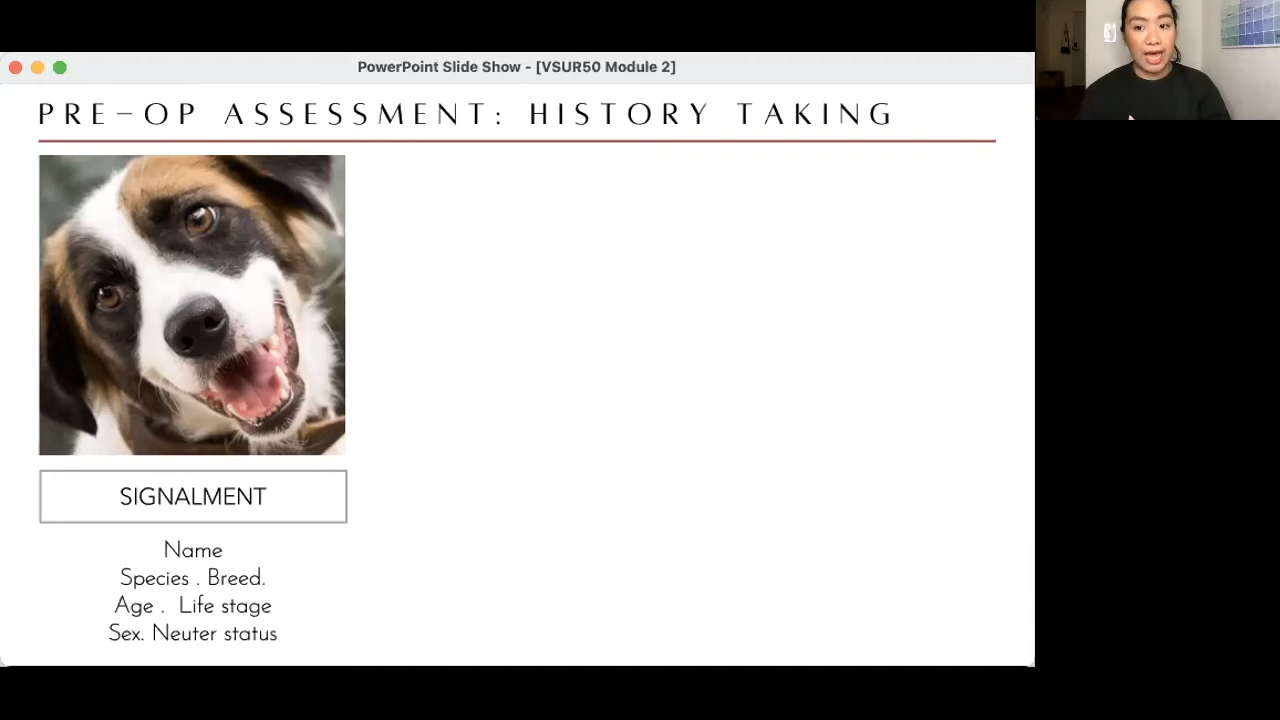 PowerPoint Slide Show - [VSUR50 Module 2]
PRE-OP ASSESSMENT: HISTORY TAKING
SIGNALMENT
Name
Species . Breed.
Age . Life stage
Sex. Neuter status